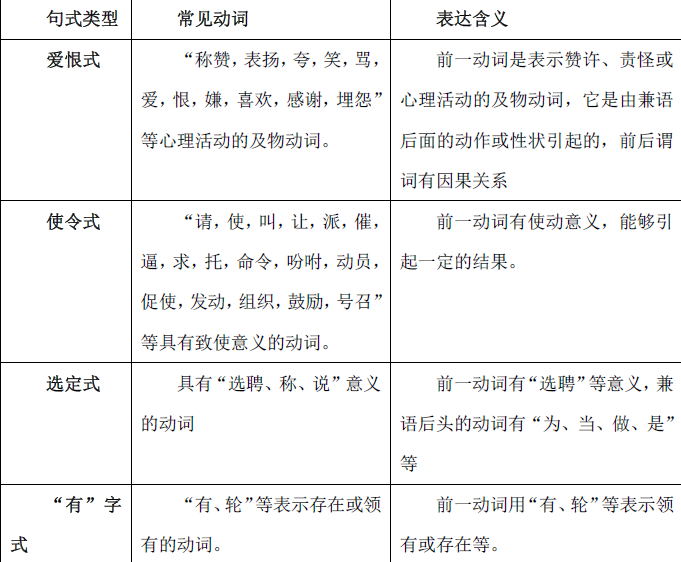 句式类型 常见动词 表达含义
爱恨式
“称赞，表扬，夸，笑，骂，
爱，恨，嫌，喜欢，感谢，埋怨”
等心理活动的及物动词。
前一动词是表示赞许、责怪或
心理活动的及物动词，它是由兼语
后面的动作或性状引起的，前后谓
词有因果关系
使令式
“请，使，叫，让，派，催，
逼，求，托，命令，吩咐，动员，
促使，发动，组织，鼓励，号召”
等具有致使意义的动词。
前一动词有使动意义，能够引
起一定的结果。
选定式
具有“选聘、称、说”意义
的动词
前一动词有“选聘”等意义，兼
语后头的动词有“为、当、做、是”
等
“有”字
式
“有、轮”等表示存在或领
有的动词。
前一动词用“有、轮”等表示领
有或存在等。